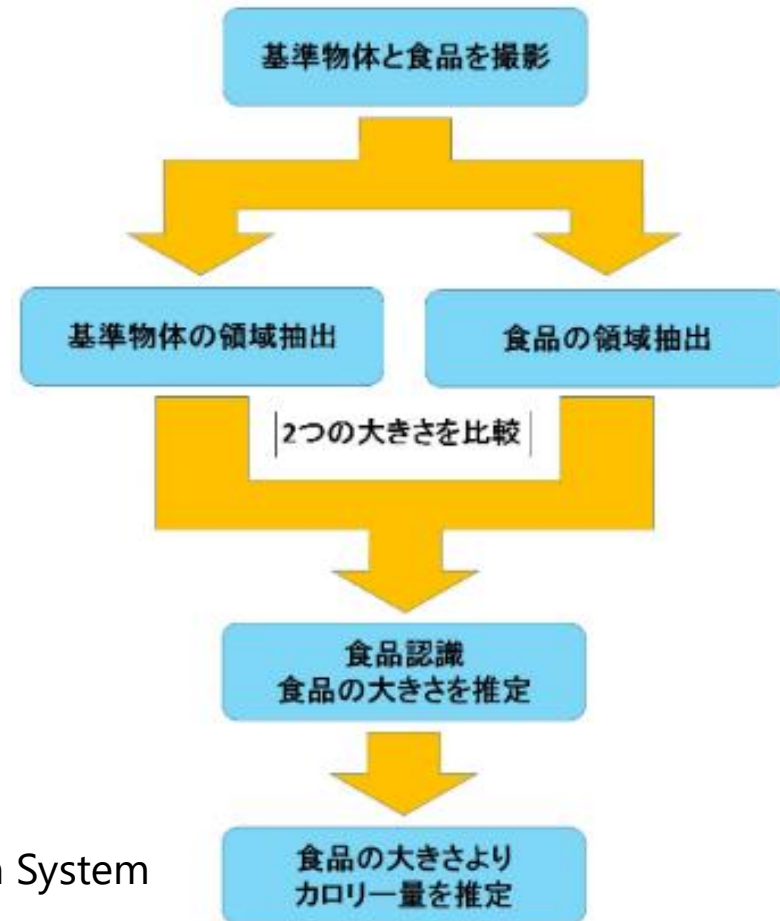 基準物体と食品を撮影
基準物体の領域抽出
食品の領域抽出
2つの大きさを比較
食品認識
食品の大きさを推定
食品の大きさより
カロリー量を推定
System